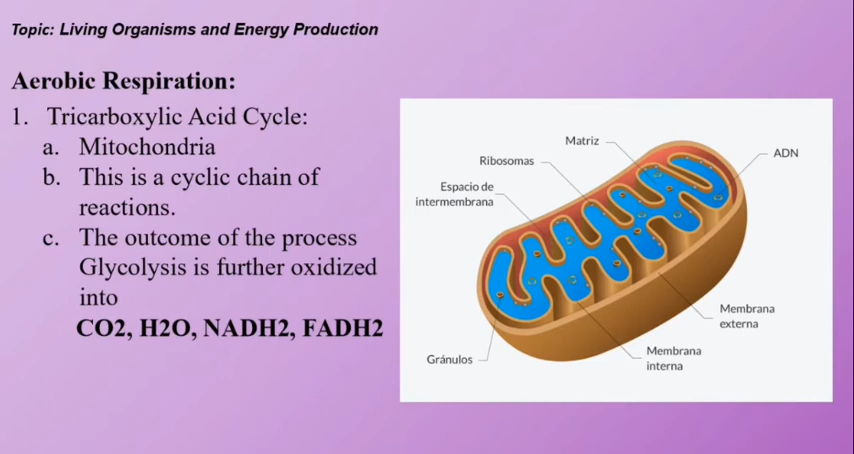 Topic: Living Organisms and Energy Production
Aerobic Respiration:
1. Tricarboxylic Acid Cycle:
a. Mitochondria
b. This is a cyclic chain of
reactions.
c. The outcome of the process
Glycolysis is further oxidized
into
CO2, H2O, NADH2, FADH2
Matriz
Ribosomas
ADN
Espacio de
intermembrana
Membrana
externa
Membrana
interna
Gránulos